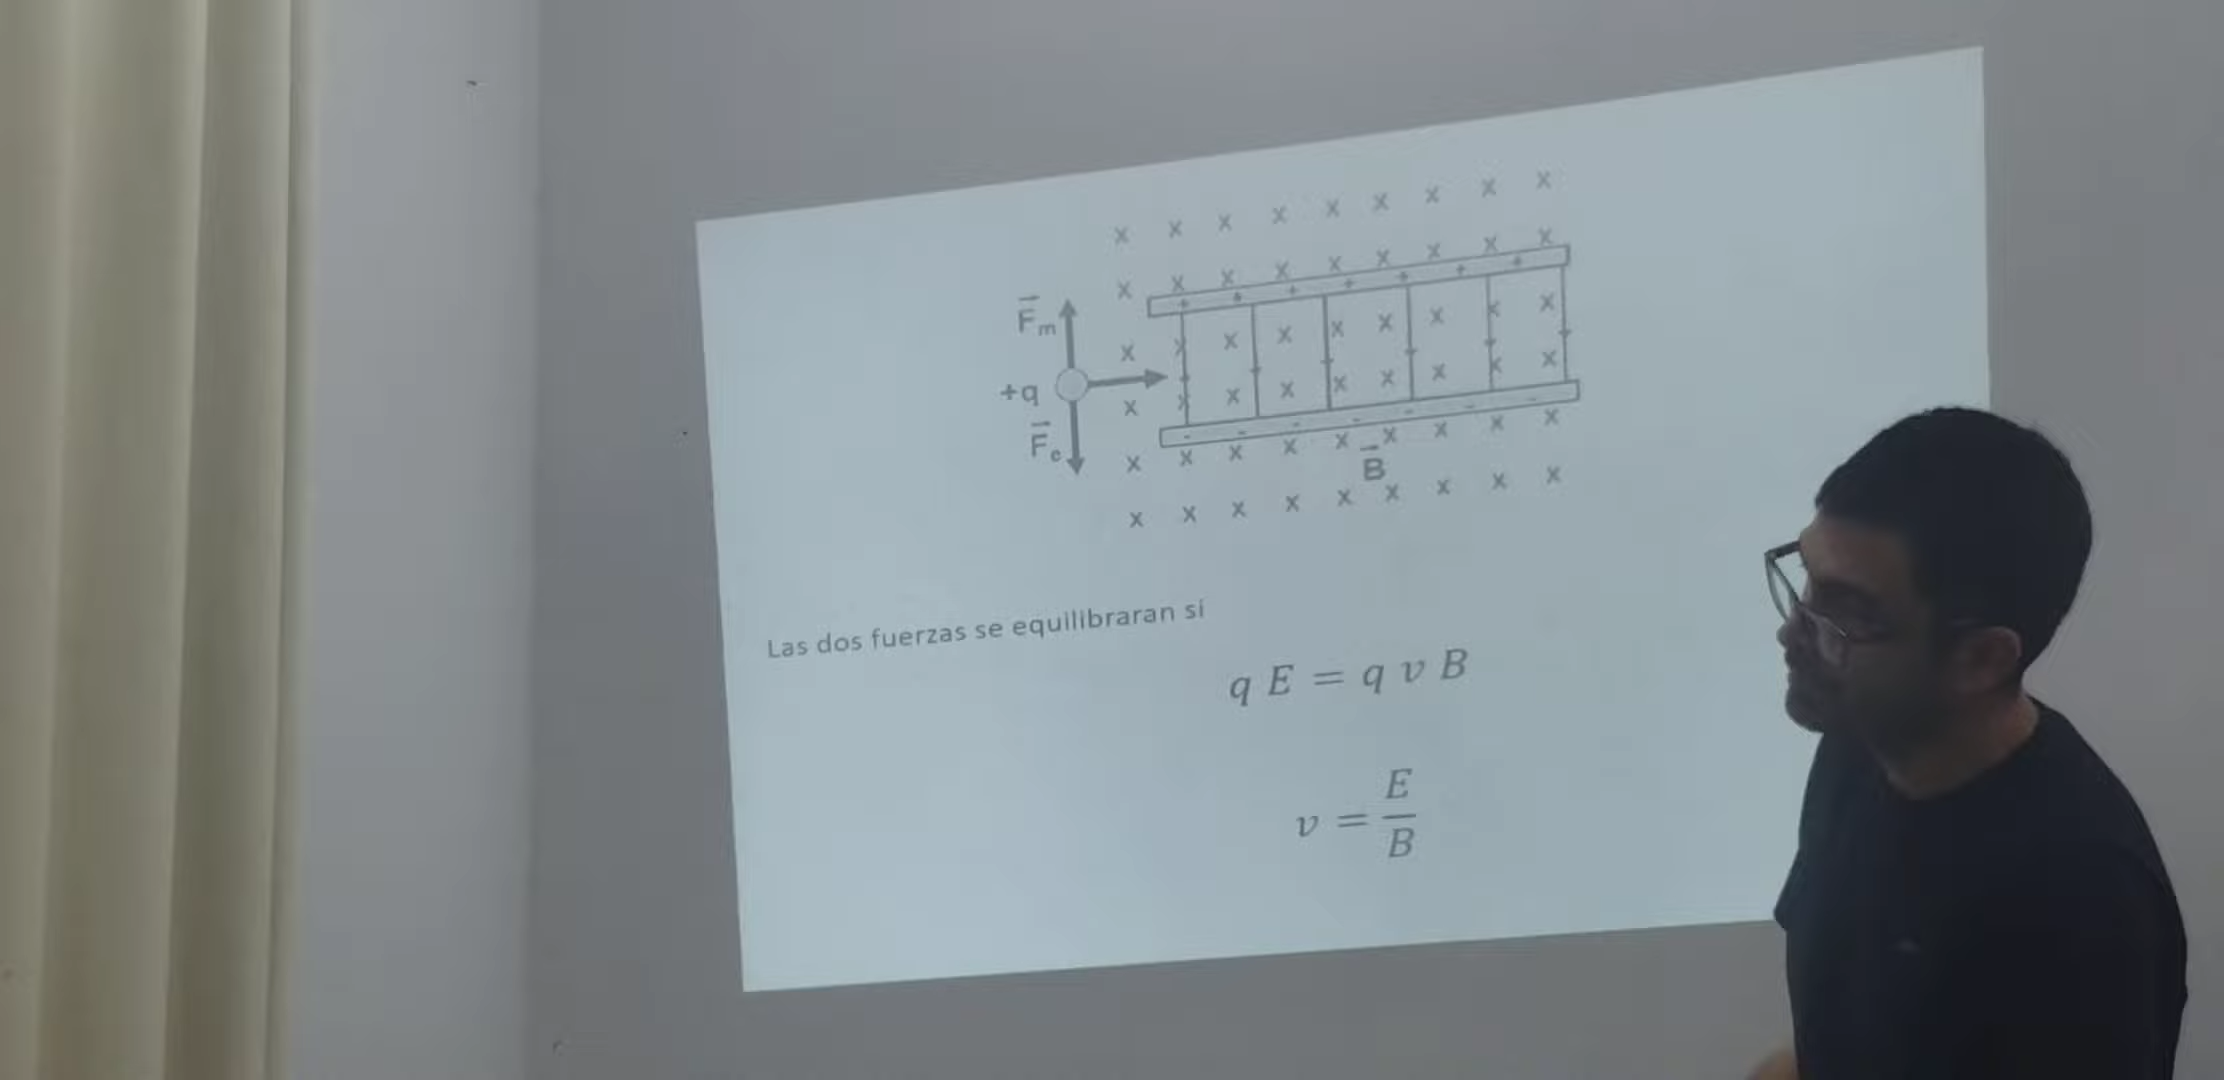 x x x x x x x x x
x x x x x x x x x
+ + + + + + +
F⃗m
x x x x x x x x x
+q
x x x x x x x x x
F⃗e
- - - - - - -
x x x x x x x x x
B⃗
x x x x x x x x x
Las dos fuerzas se equilibraran si
q E = q v B
v = E/B